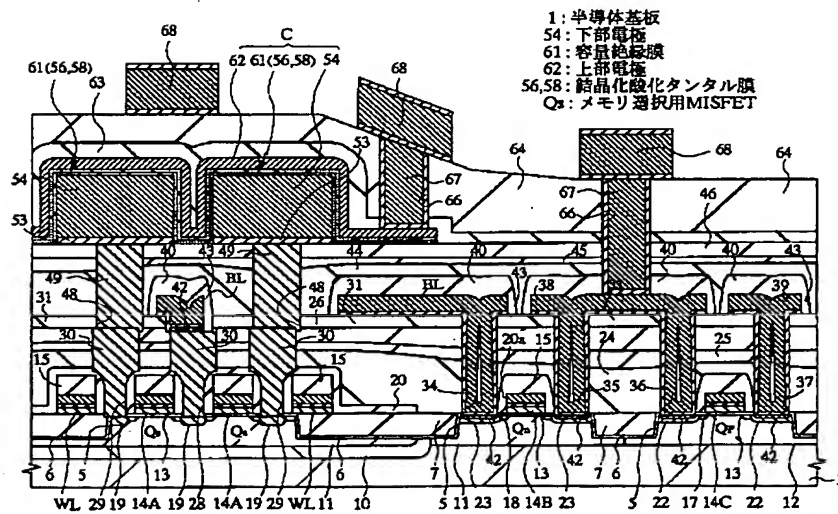 1：半導体基板
54：下部電極
61：容量絶縁膜
62：上部電極
56,58：結晶化酸化タンタル膜
Qs：メモリ選択用MISFET
68 C
61(56,58) 62 61(56,58) 54
63 68 68
53 64 67 64
54 67 66 46
66
53
49 40 43 49 44 40 45 40 40 43
42 BL BL 43 38 39
31 48 48 26 31
30 30 30 20a 15 24 25
15 15 34 35 36 37
20
Qs Qs Qn Qp
6 5 13 6 7 42 13 42 7 6 42 13 42
WL 29 19 14A 19 28 14A 19 29 WL 11 10 5 11 23 18 14B 23 5 22 17 14C 22 12